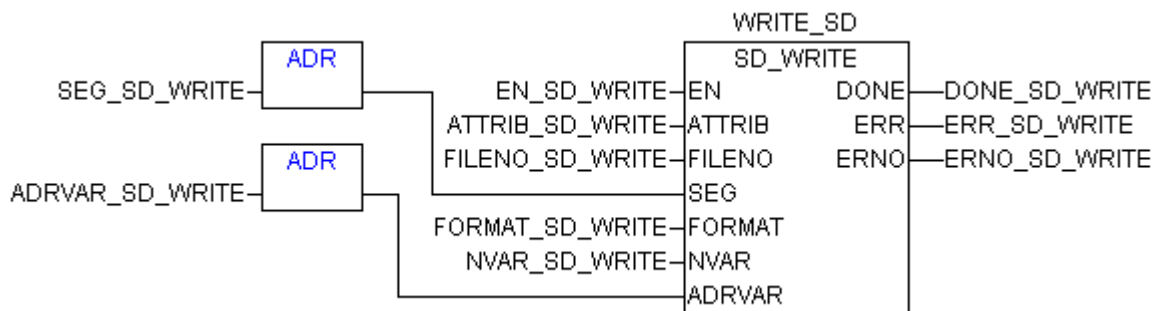 WRITE_SD
ADR
SD_WRITE
SEG_SD_WRITE
EN_SD_WRITE EN DONE DONE_SD_WRITE
ATTRIB_SD_WRITE ATTRIB ERR ERR_SD_WRITE
ADR
FILENO_SD_WRITE FILENO ERNO ERNO_SD_WRITE
ADRVAR_SD_WRITE
SEG
FORMAT_SD_WRITE FORMAT
NVAR_SD_WRITE NVAR
ADRVAR